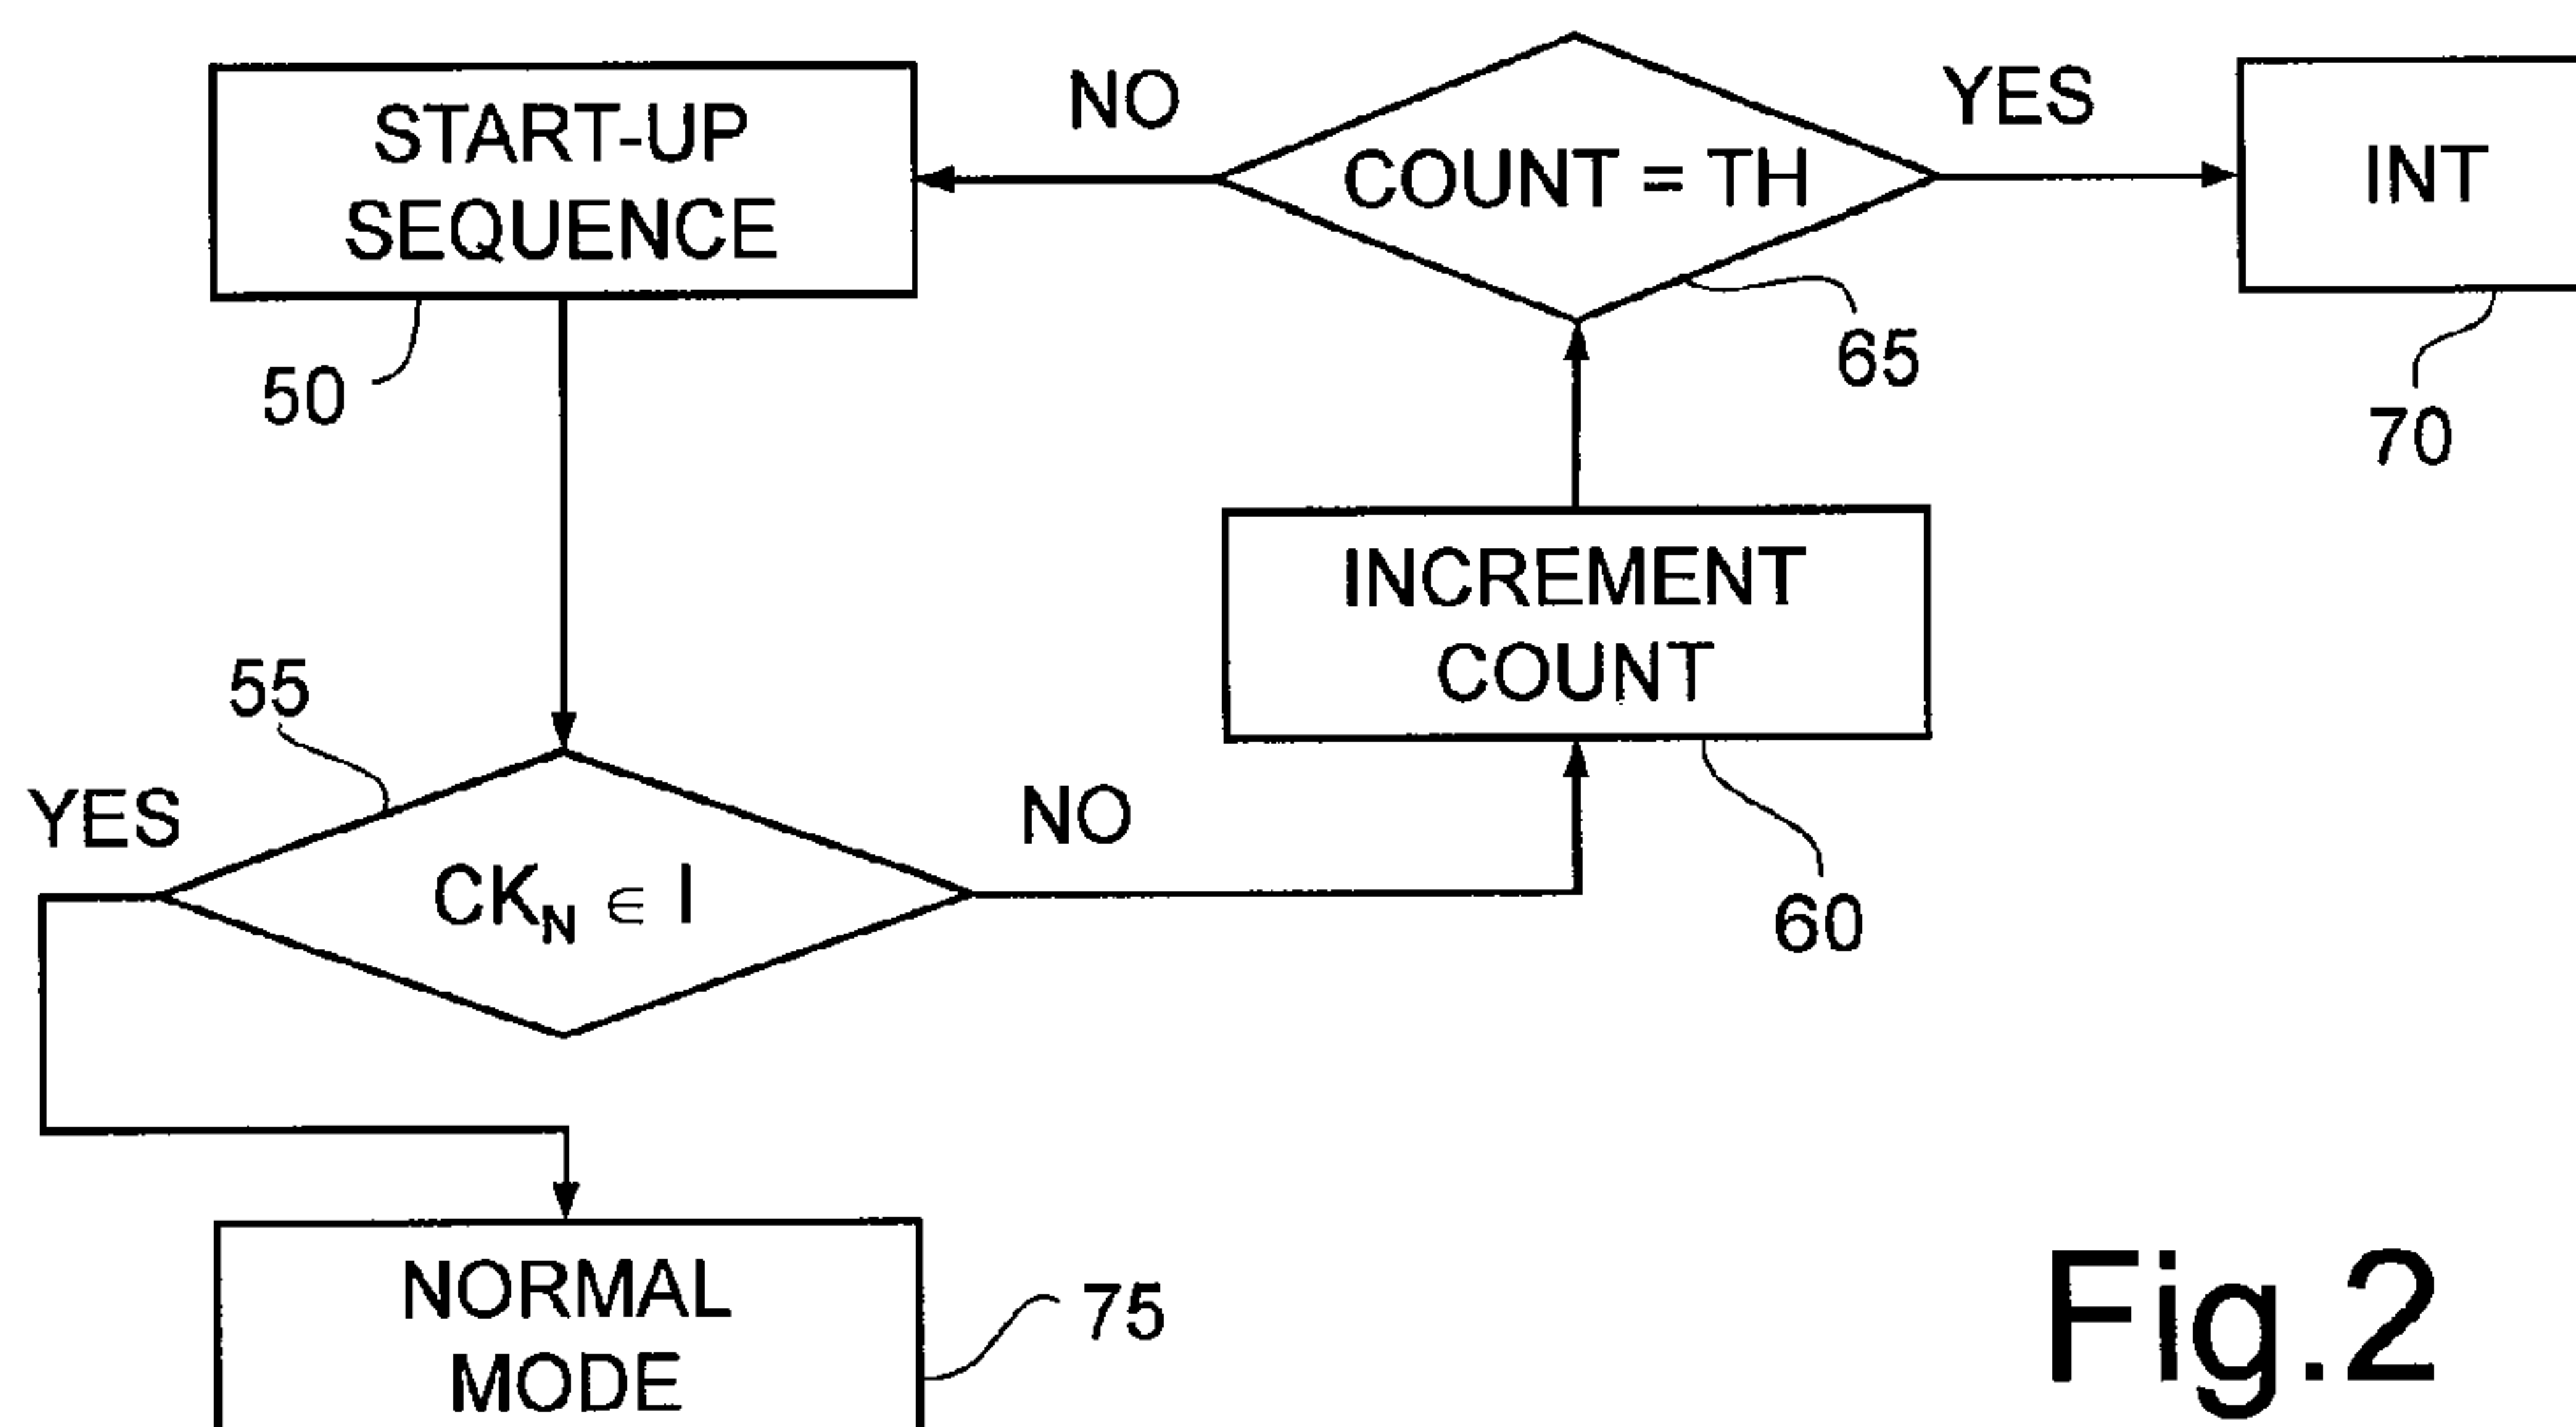 START-UP
SEQUENCE
50
NO
COUNT = TH
YES
INT
65
70
INCREMENT
COUNT
60
55
YES
CK_N ∈ I
NO
NORMAL
MODE
75
Fig.2